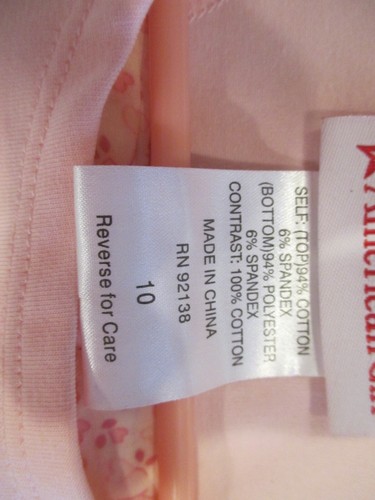 American
SELF: (TOP)94% COTTON
6% SPANDEX
(BOTTOM)94% POLYESTER
6% SPANDEX
CONTRAST: 100% COTTON
MADE IN CHINA
RN 92138
10
Reverse for Care